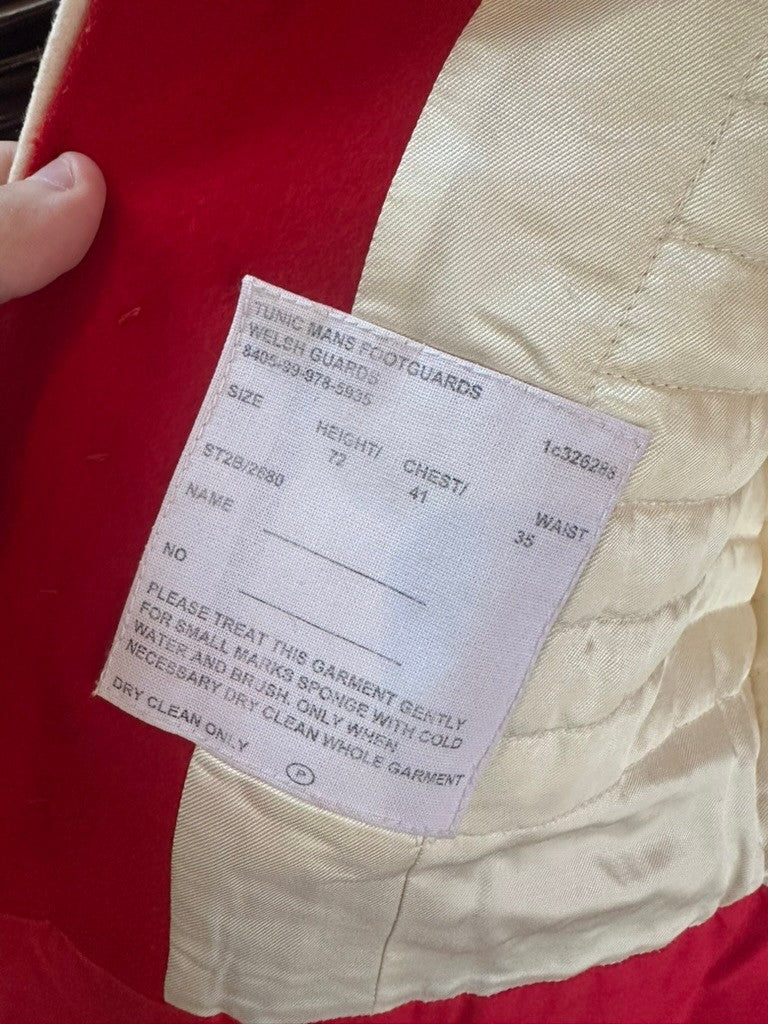 TUNIC MANS FOOTGUARDS
WELSH GUARDS
8405-99-978-5935
SIZE HEIGHT/ CHEST/ WAIST
72 41 35
ST2B/2680
NAME
NO
PLEASE TREAT THIS GARMENT GENTLY
FOR SMALL MARKS SPONGE WITH COLD
WATER AND BRUSH. ONLY WHEN
NECESSARY DRY CLEAN WHOLE GARMENT
DRY CLEAN ONLY
P